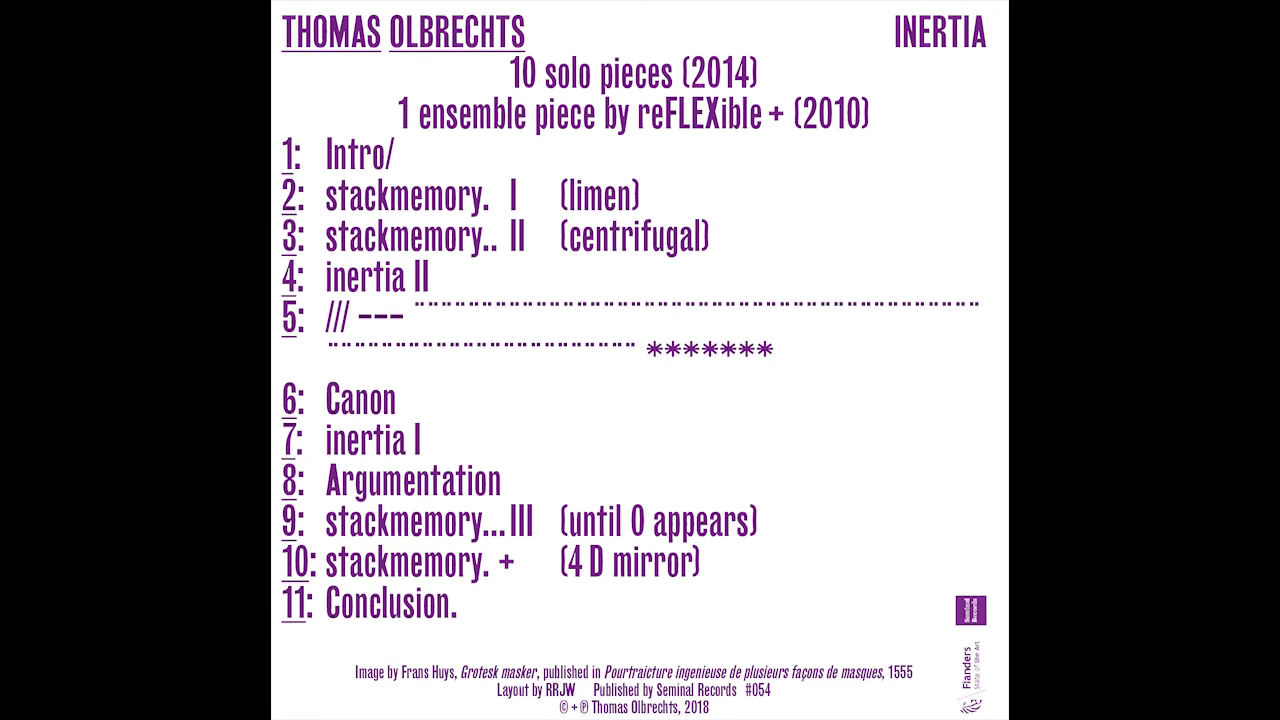 THOMAS OLBRECHTS INERTIA
10 solo pieces (2014)
1 ensemble piece by reFLEXible + (2010)
1: Intro/
2: stackmemory. I (limen)
3: stackmemory.. II (centrifugal)
4: inertia II
5: /// --- ¨¨¨¨¨¨¨¨¨¨¨¨¨¨¨¨¨¨¨¨¨¨¨¨¨¨¨¨¨¨¨¨¨¨¨¨¨¨¨¨¨¨
¨¨¨¨¨¨¨¨¨¨¨¨¨¨¨¨¨¨¨¨¨¨¨ *******
6: Canon
7: inertia I
8: Argumentation
9: stackmemory... III (until 0 appears)
10: stackmemory. + (4 D mirror)
11: Conclusion.
Seminal
Records
Flanders
State of the Art
Image by Frans Huys, Grotesk masker, published in Pourtraicture ingenieuse de plusieurs façons de masques, 1555
Layout by RRJW Published by Seminal Records #054
© + ℗ Thomas Olbrechts, 2018